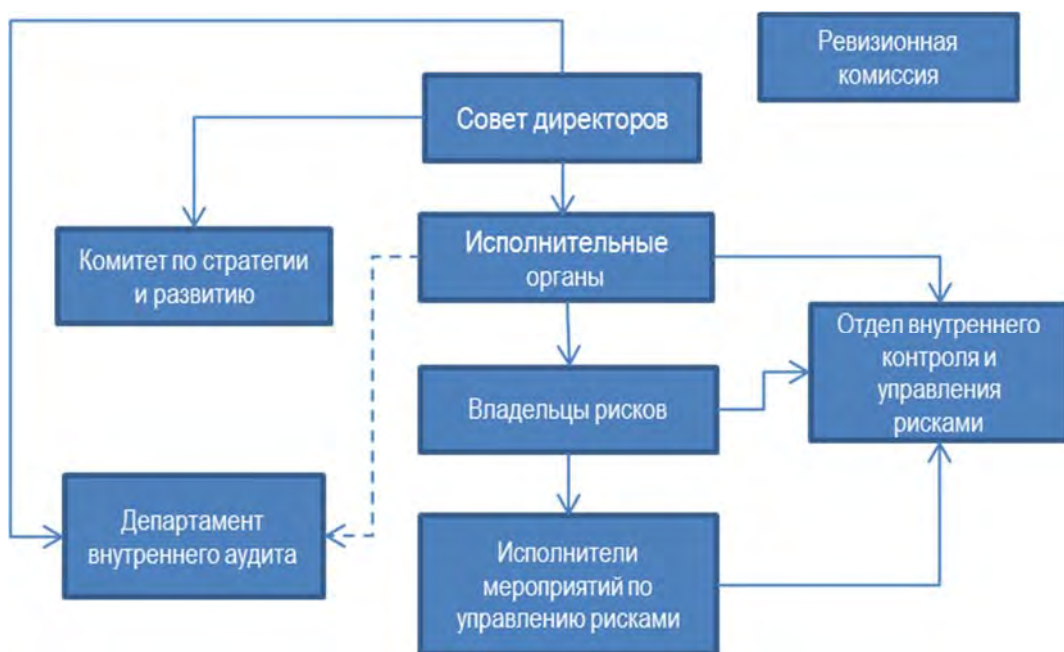 Ревизионная
комиссия
Совет директоров
Комитет по стратегии
и развитию
Исполнительные
органы
Отдел внутреннего
контроля и
управления
рисками
Владельцы рисков
Департамент
внутреннего аудита
Исполнители
мероприятий по
управлению рисками